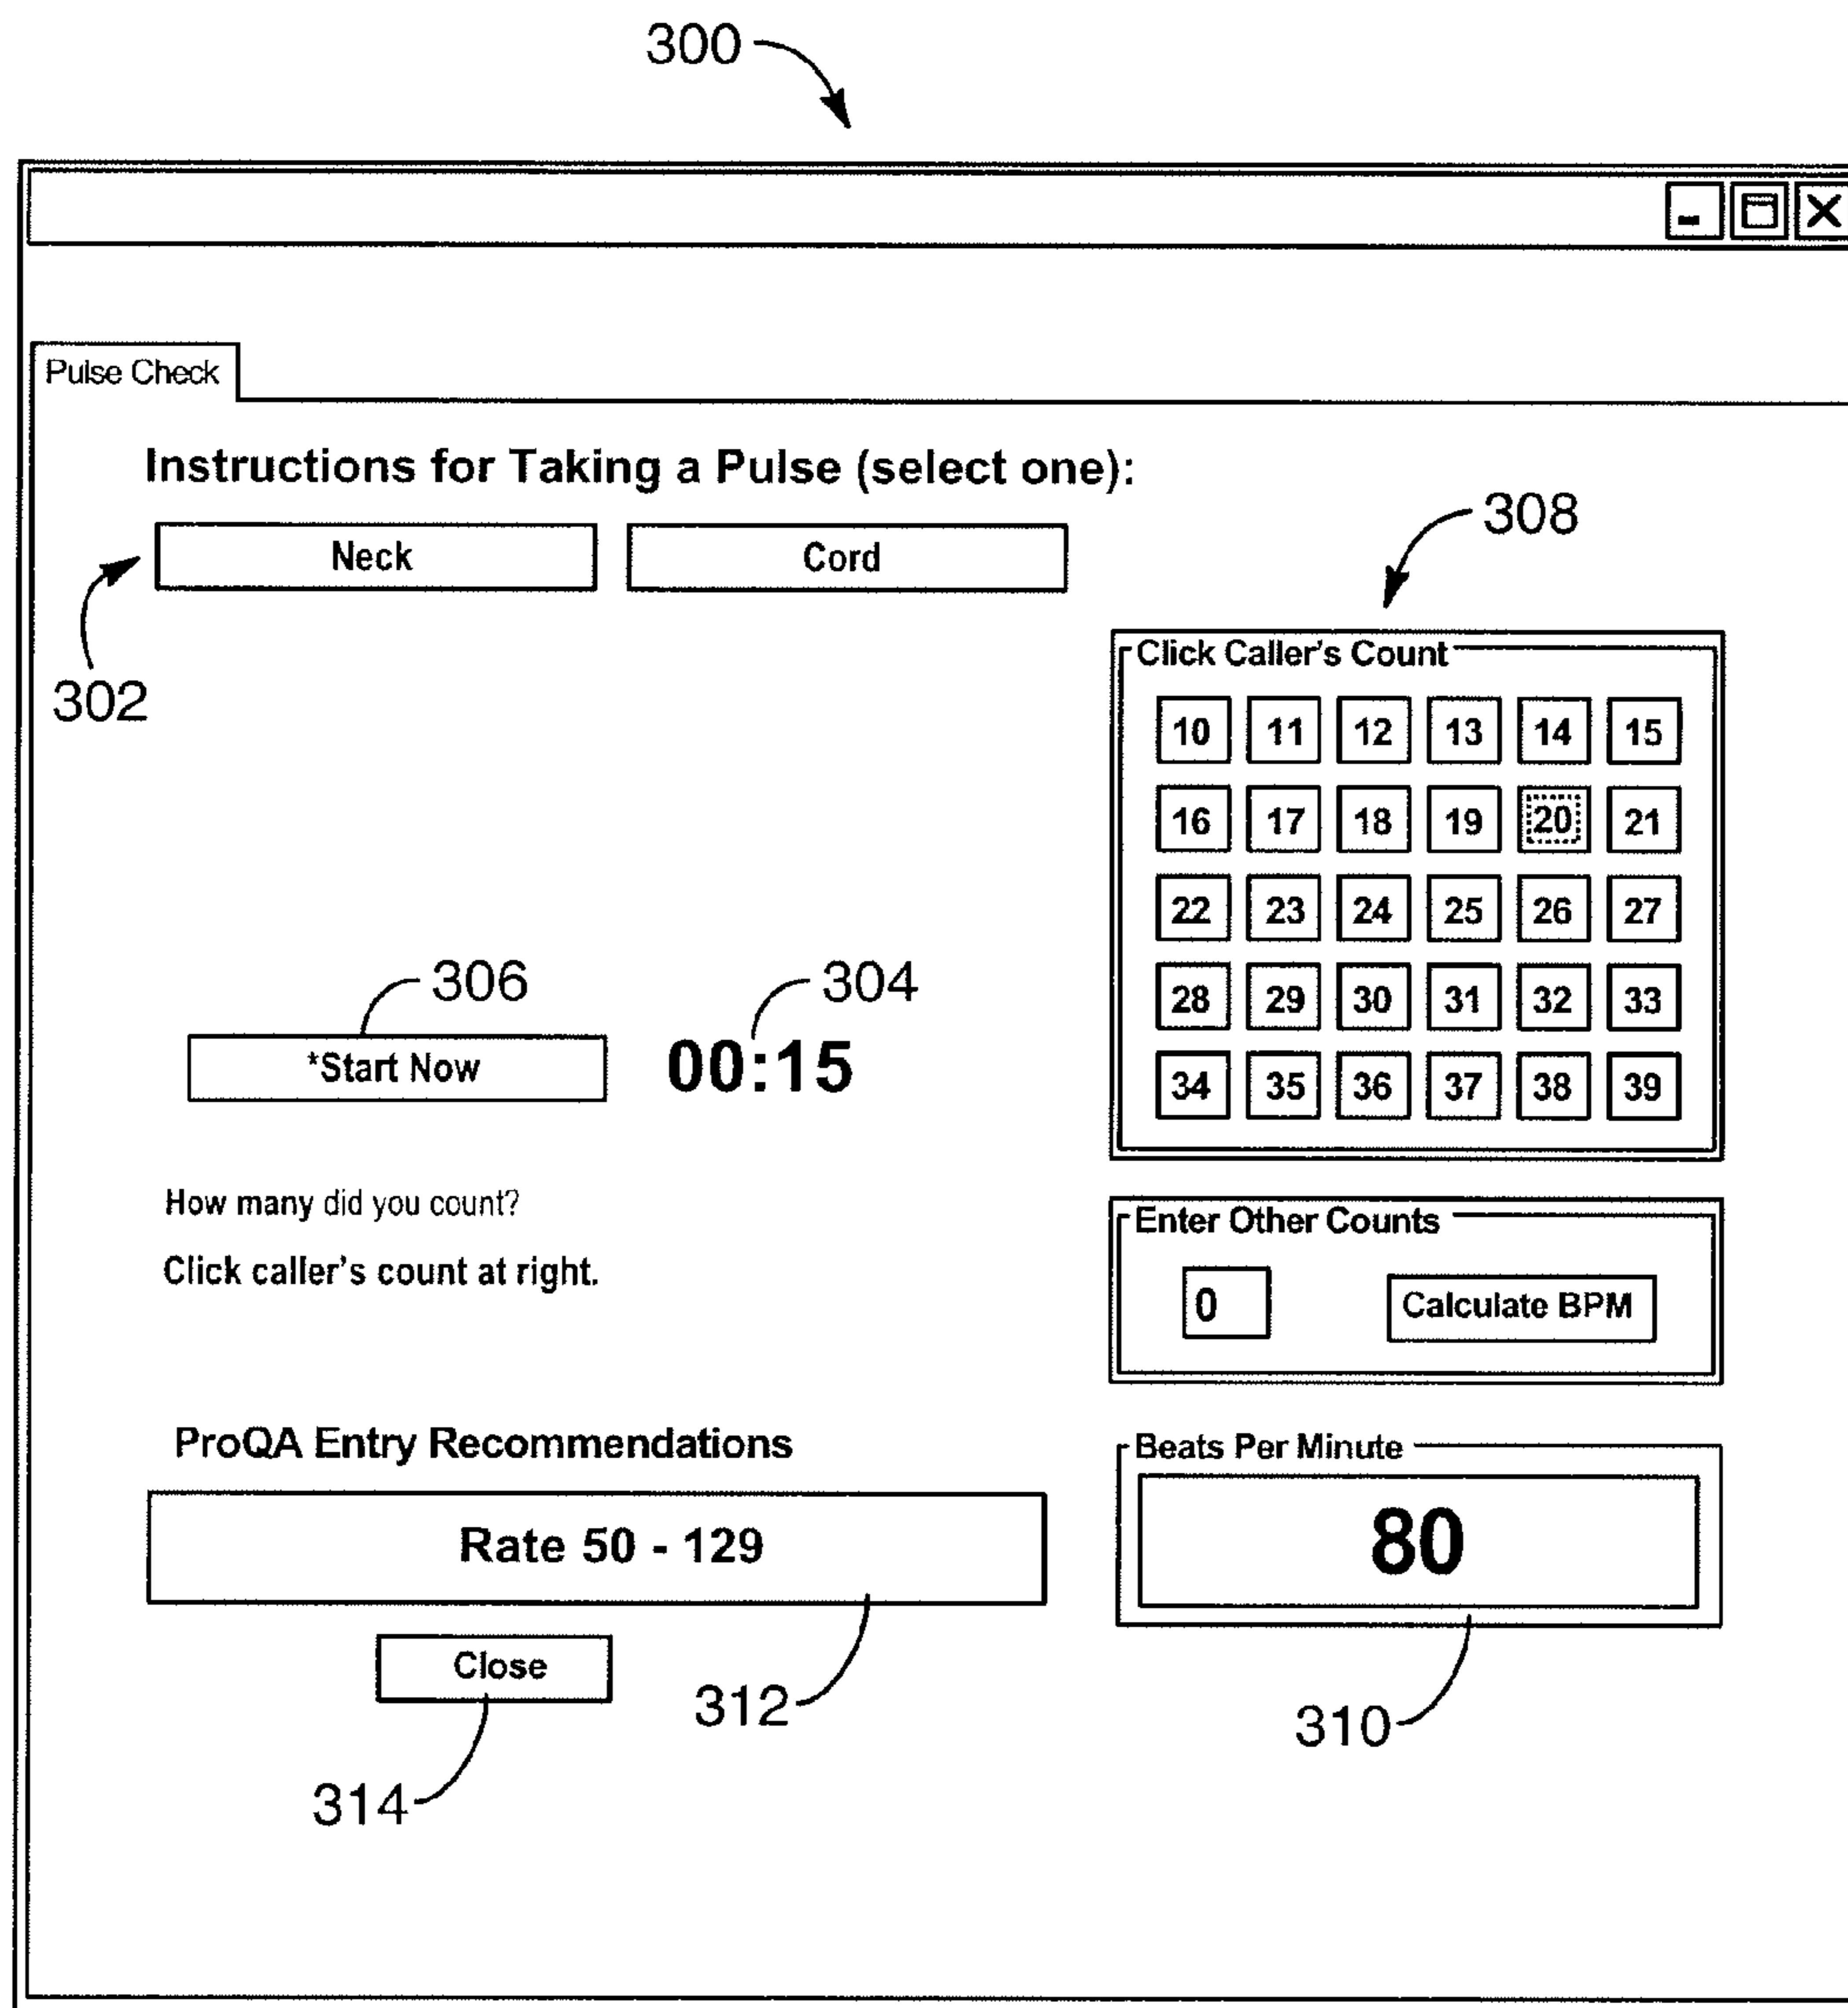 300
Pulse Check
Instructions for Taking a Pulse (select one):
Neck Cord
302
308
Click Caller's Count
10 11 12 13 14 15
16 17 18 19 20 21
22 23 24 25 26 27
28 29 30 31 32 33
34 35 36 37 38 39
306
304
*Start Now 00:15
How many did you count?
Click caller's count at right.
Enter Other Counts
0 Calculate BPM
ProQA Entry Recommendations
Rate 50 - 129
Beats Per Minute
80
Close
312
310
314